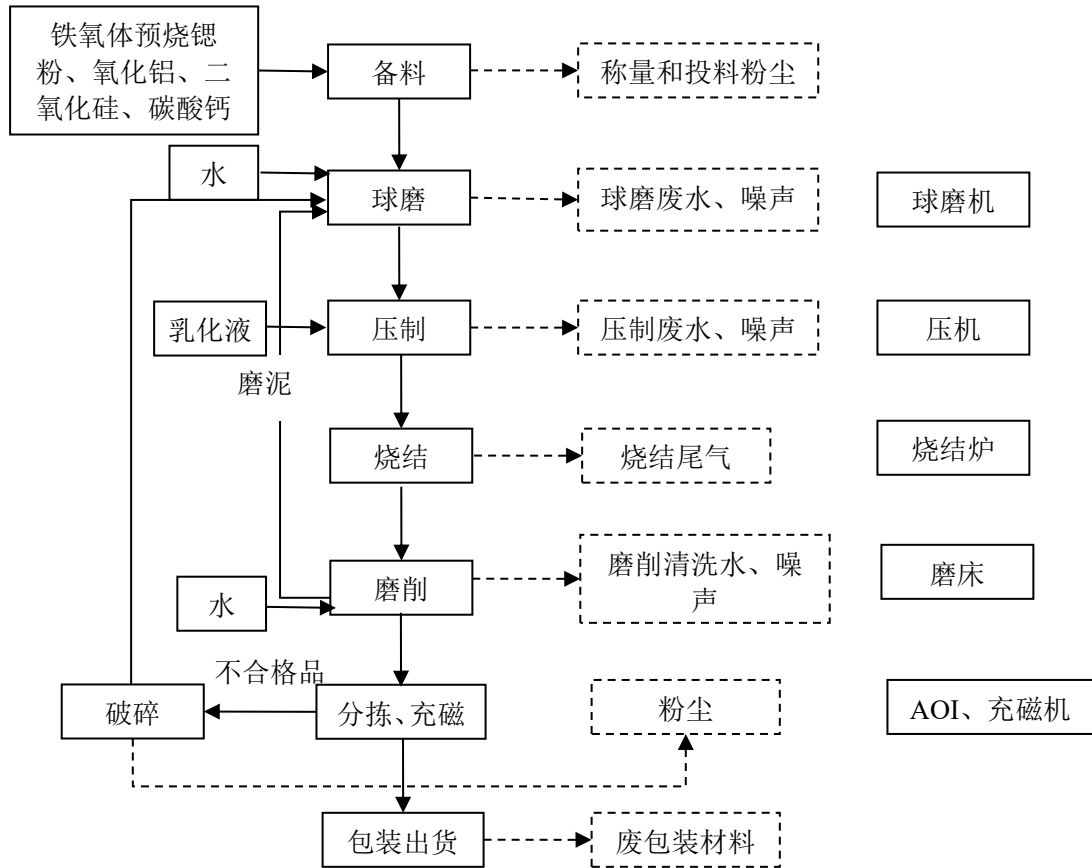 铁氧体预烧锶
粉、氧化铝、二
氧化硅、碳酸钙
备料
称量和投料粉尘
水
球磨
球磨废水、噪声
球磨机
乳化液
压制
压制废水、噪声
压机
磨泥
烧结
烧结尾气
烧结炉
水
磨削
磨削清洗水、噪
声
磨床
不合格品
破碎
分拣、充磁
粉尘
AOI、充磁机
包装出货
废包装材料